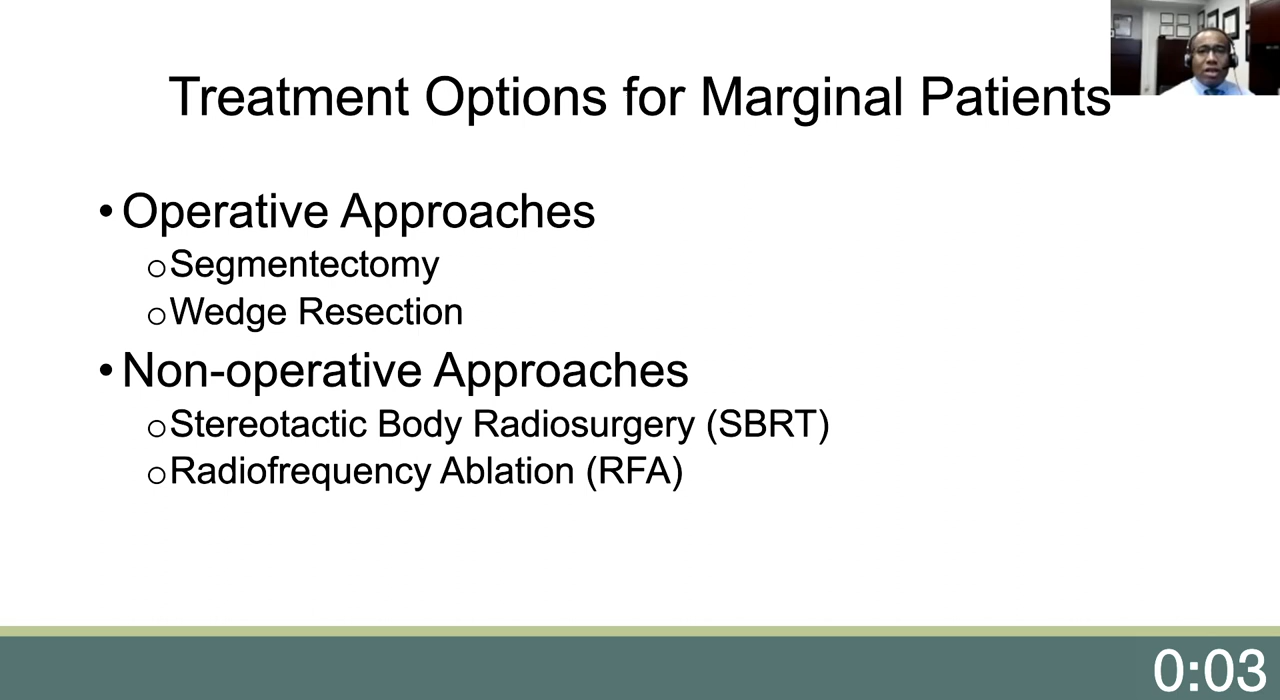 Treatment Options for Marginal Patients
• Operative Approaches
o Segmentectomy
o Wedge Resection
• Non-operative Approaches
o Stereotactic Body Radiosurgery (SBRT)
o Radiofrequency Ablation (RFA)
0:03